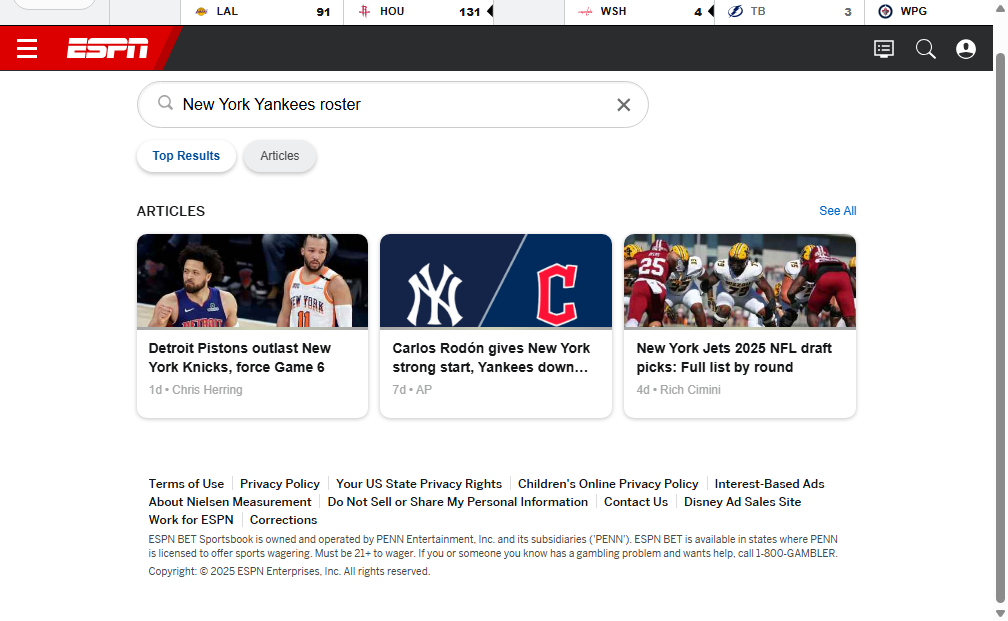 LAL 91 HOU 131 WSH 4 TB 3 WPG
ESPN
New York Yankees roster
Top Results Articles
ARTICLES See All
Detroit Pistons outlast New
York Knicks, force Game 6
1d • Chris Herring
Carlos Rodón gives New York
strong start, Yankees down…
7d • AP
New York Jets 2025 NFL draft
picks: Full list by round
4d • Rich Cimini
Terms of Use Privacy Policy Your US State Privacy Rights Children's Online Privacy Policy Interest-Based Ads
About Nielsen Measurement Do Not Sell or Share My Personal Information Contact Us Disney Ad Sales Site
Work for ESPN Corrections
ESPN BET Sportsbook is owned and operated by PENN Entertainment, Inc. and its subsidiaries ('PENN'). ESPN BET is available in states where PENN
is licensed to offer sports wagering. Must be 21+ to wager. If you or someone you know has a gambling problem and wants help, call 1-800-GAMBLER.
Copyright: © 2025 ESPN Enterprises, Inc. All rights reserved.